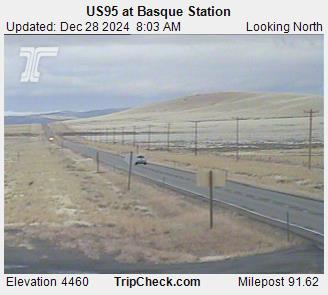 US95 at Basque Station
Updated: Dec 28 2024 8:03 AM Looking North
Elevation 4460 TripCheck.com Milepost 91.62